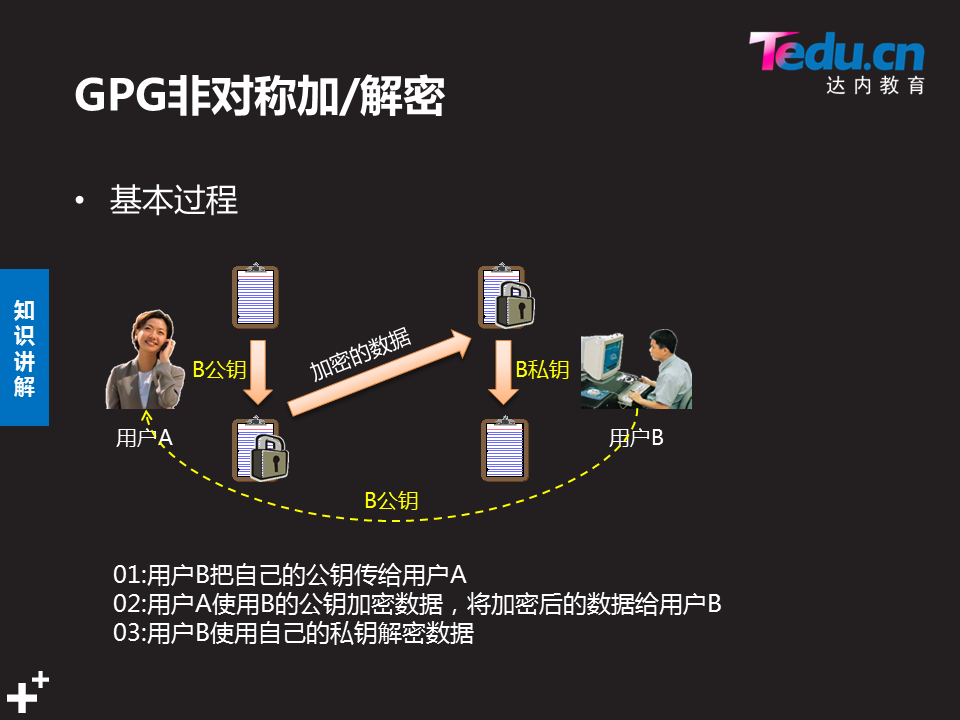 Tedu.cn
达内教育
GPG非对称加/解密
• 基本过程
知识讲解
B公钥
加密的数据
B私钥
用户A
用户B
B公钥
01:用户B把自己的公钥传给用户A
02:用户A使用B的公钥加密数据，将加密后的数据给用户B
03:用户B使用自己的私钥解密数据